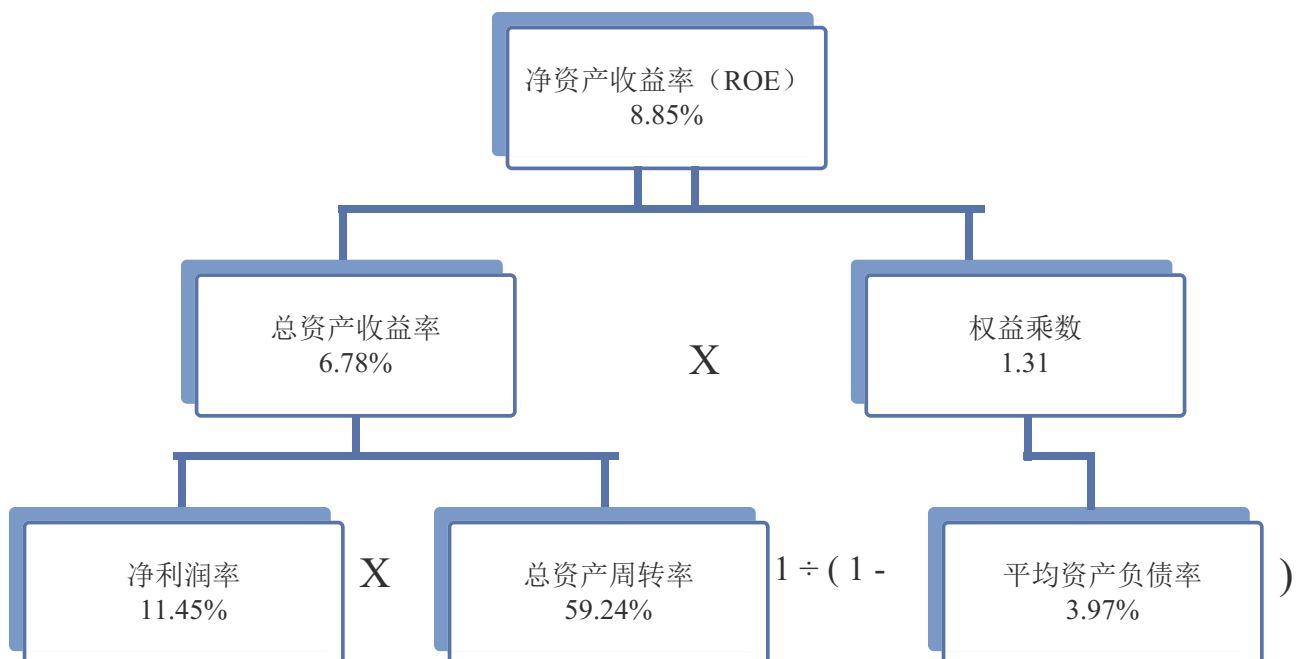 净资产收益率（ROE）
8.85%
总资产收益率
6.78%
X
权益乘数
1.31
净利润率
11.45%
X
总资产周转率
59.24%
1 ÷ ( 1 -
平均资产负债率
3.97%
)